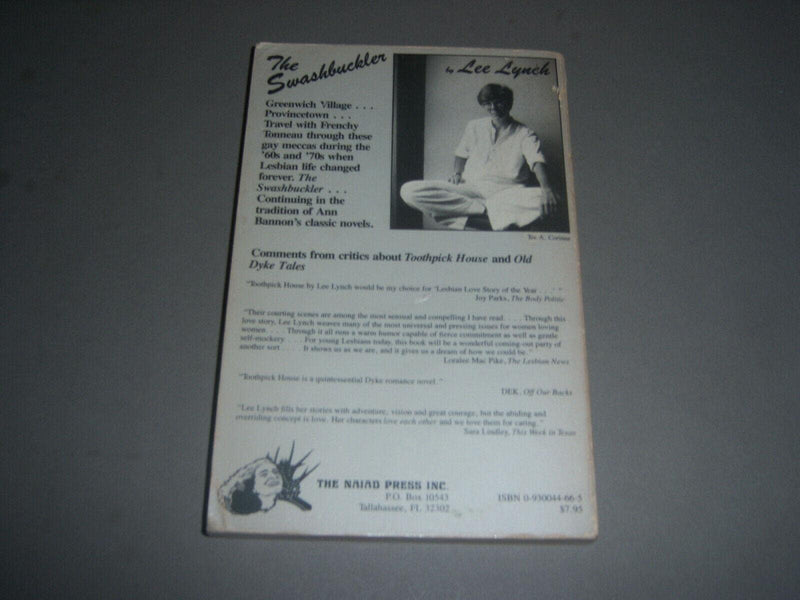 The
Swashbuckler
by Lee Lynch
Greenwich Village . . .
Provincetown . . .
Travel with Frenchy
Tonneau through these
gay meccas during the
'60s and '70s when
Lesbian life changed
forever. The
Swashbuckler . . .
Continuing in the
tradition of Ann
Bannon's classic novels.
Tee A. Corinne
Comments from critics about Toothpick House and Old
Dyke Tales
"Toothpick House by Lee Lynch would be my choice for 'Lesbian Love Story of the Year . . .' "
Joy Parks, The Body Politic
"Their courting scenes are among the most sensual and compelling I have read. . . . Through this
love story, Lee Lynch weaves many of the most universal and pressing issues for women loving
women. . . . Through it all runs a warm humor capable of fierce commitment as well as gentle
self-mockery. . . . For young Lesbians today, this book will be a wonderful coming-out party of
another sort. . . . It shows us as we are, and it gives us a dream of how we could be."
Loralee Mac Pike, The Lesbian News
"Toothpick House is a quintessential Dyke romance novel."
DEK, Off Our Backs
"Lee Lynch fills her stories with adventure, vision and great courage, but the abiding and
overriding concept is love. Her characters love each other and we love them for caring."
Sara Lindley, This Week in Texas
THE NAIAD PRESS INC.
P.O. Box 10543
Tallahassee, FL 32302
ISBN 0-930044-66-5
$7.95